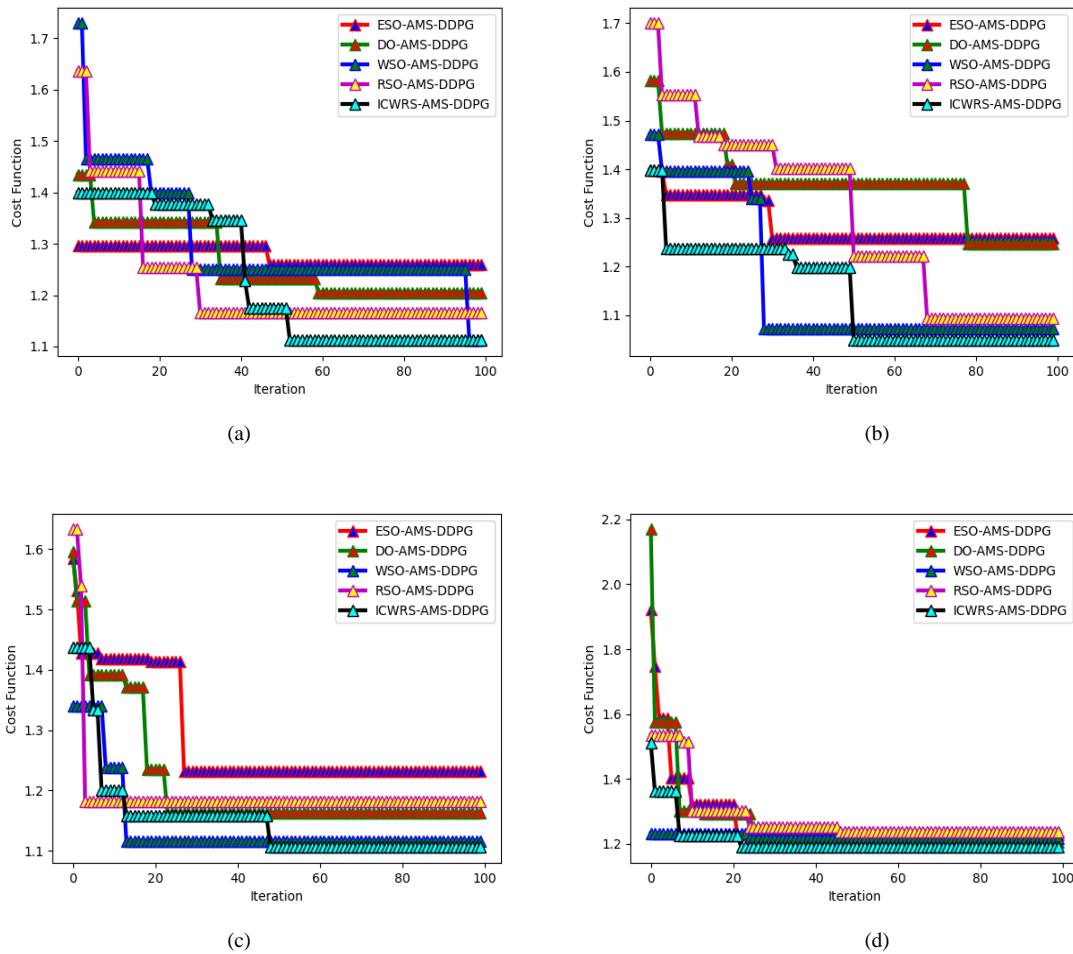 1.7
1.6
1.5
1.4
1.3
1.2
1.1
Cost Function
0 20 40 60 80 100
Iteration
ESO-AMS-DDPG
DO-AMS-DDPG
WSO-AMS-DDPG
RSO-AMS-DDPG
ICWRS-AMS-DDPG
(a)
1.7
1.6
1.5
1.4
1.3
1.2
1.1
Cost Function
0 20 40 60 80 100
Iteration
ESO-AMS-DDPG
DO-AMS-DDPG
WSO-AMS-DDPG
RSO-AMS-DDPG
ICWRS-AMS-DDPG
(b)
1.6
1.5
1.4
1.3
1.2
1.1
Cost Function
0 20 40 60 80 100
Iteration
ESO-AMS-DDPG
DO-AMS-DDPG
WSO-AMS-DDPG
RSO-AMS-DDPG
ICWRS-AMS-DDPG
(c)
2.2
2.0
1.8
1.6
1.4
1.2
Cost Function
0 20 40 60 80 100
Iteration
ESO-AMS-DDPG
DO-AMS-DDPG
WSO-AMS-DDPG
RSO-AMS-DDPG
ICWRS-AMS-DDPG
(d)